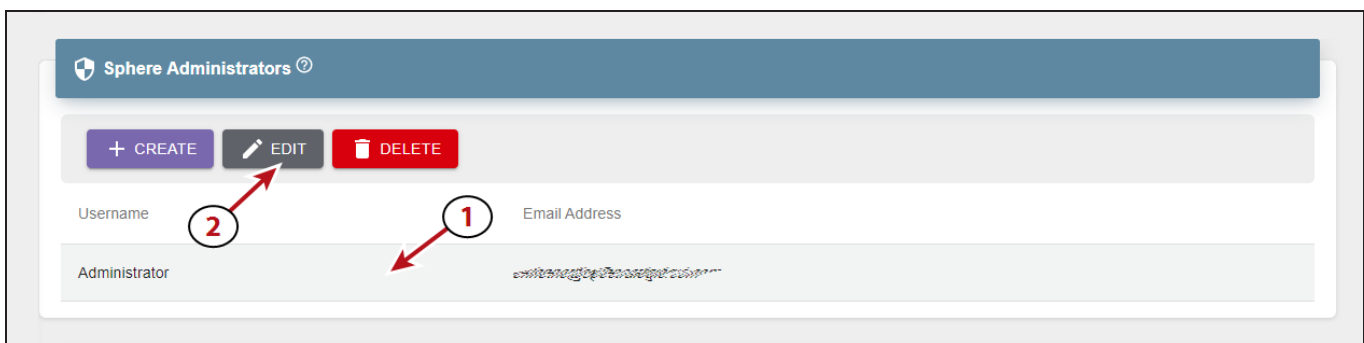 Sphere Administrators ?
+ CREATE EDIT DELETE
Username Email Address
2 1
Administrator